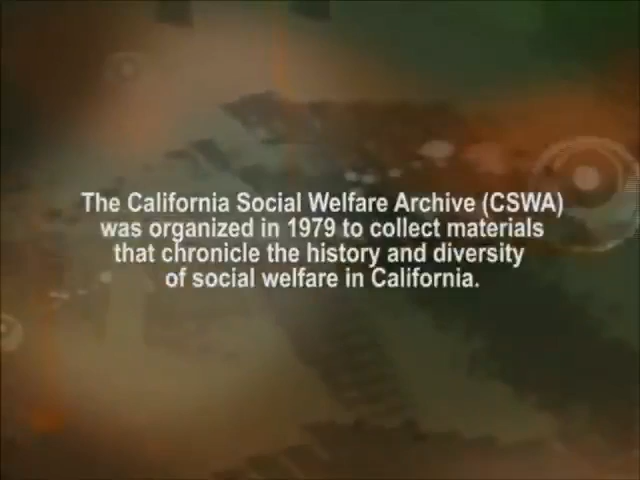 The California Social Welfare Archive (CSWA)
was organized in 1979 to collect materials
that chronicle the history and diversity
of social welfare in California.